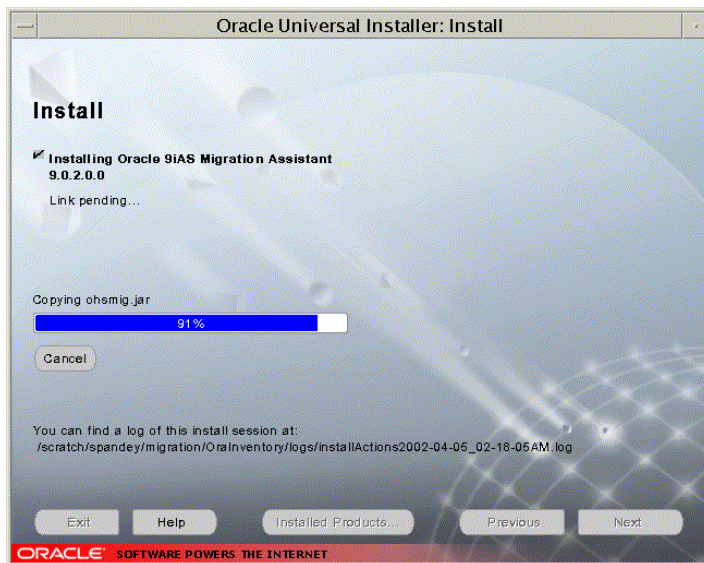 Oracle Universal Installer: Install
Install
Installing Oracle 9iAS Migration Assistant
9.0.2.0.0
Link pending...
Copying ohsmig.jar
91%
Cancel
You can find a log of this install session at:
/scratch/spandey/migration/OraInventory/logs/installActions2002-04-05_02-18-05AM.log
Exit Help Installed Products... Previous Next
ORACLE SOFTWARE POWERS THE INTERNET